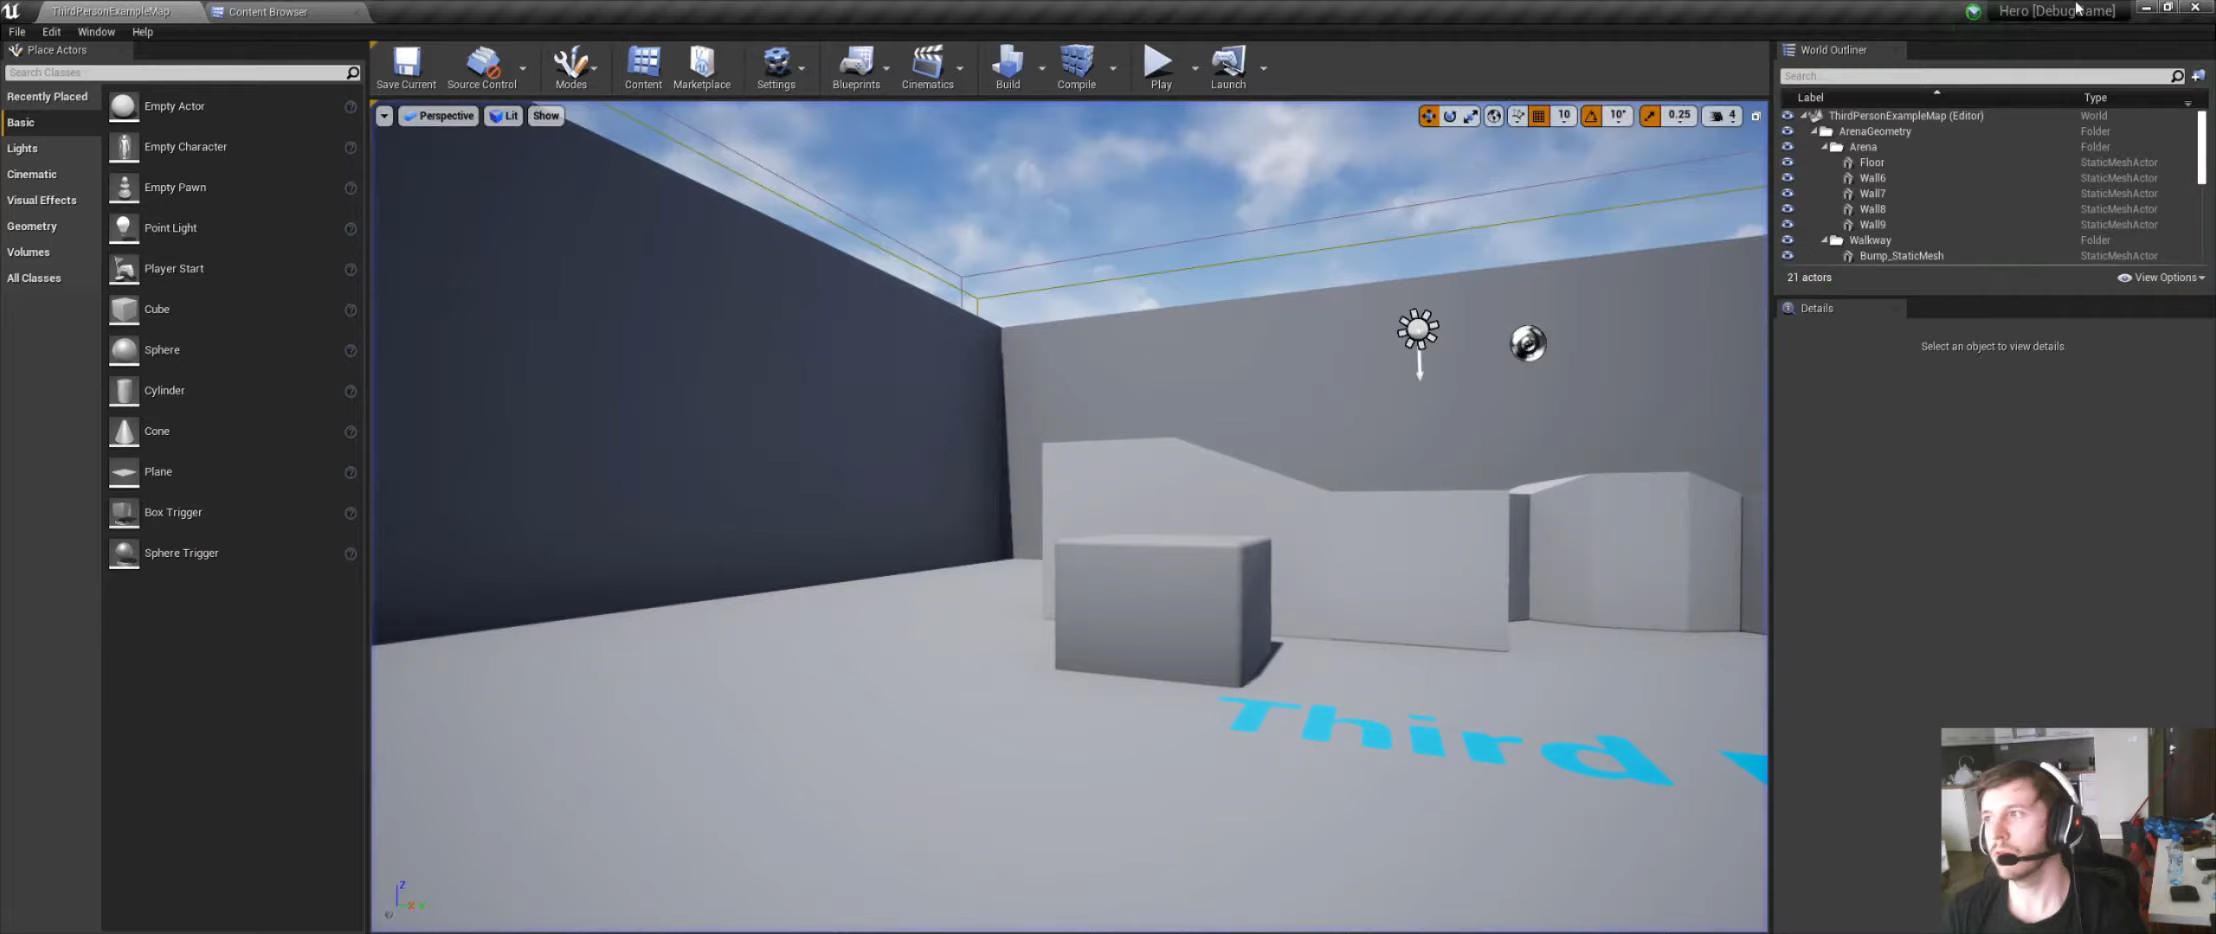 ThirdPersonExampleMap
Content Browser
Hero [DebugGame]
File Edit Window Help
Place Actors
Search Classes
Recently Placed
Basic
Lights
Cinematic
Visual Effects
Geometry
Volumes
All Classes
Empty Actor
Empty Character
Empty Pawn
Point Light
Player Start
Cube
Sphere
Cylinder
Cone
Plane
Box Trigger
Sphere Trigger
Save Current Source Control Modes Content Marketplace Settings Blueprints Cinematics Build Compile Play Launch
Perspective Lit Show
10 10° 0.25 4
Third
Z
World Outliner
Search...
Label Type
ThirdPersonExampleMap (Editor) World
ArenaGeometry Folder
Arena Folder
Floor StaticMeshActor
Wall6 StaticMeshActor
Wall7 StaticMeshActor
Wall8 StaticMeshActor
Wall9 StaticMeshActor
Walkway Folder
Bump_StaticMesh StaticMeshActor
21 actors View Options
Details
Select an object to view details.